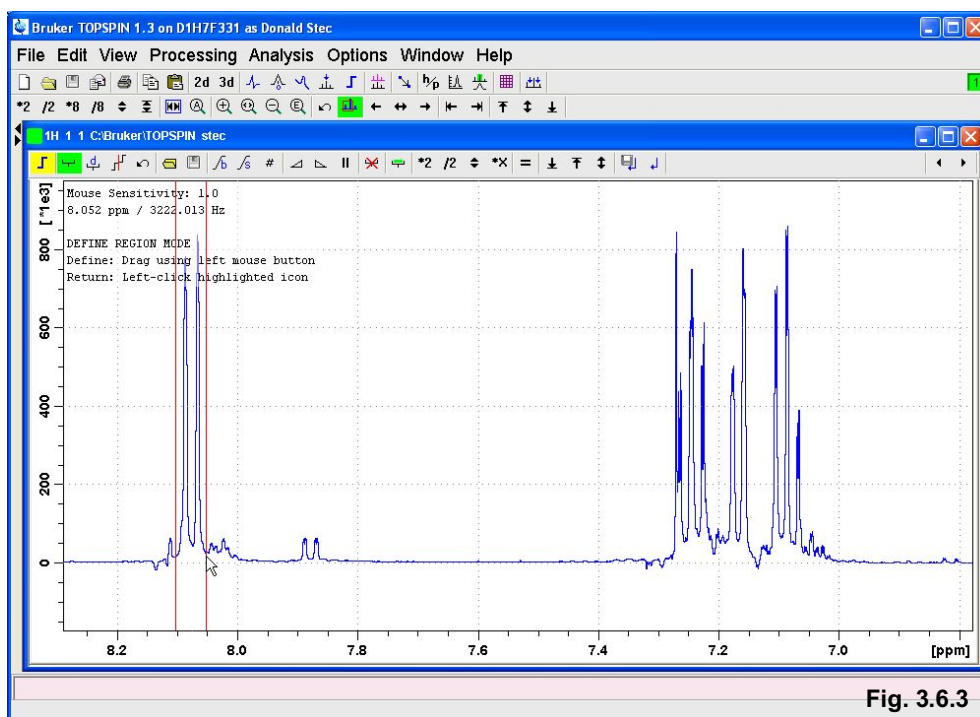 Bruker TOPSPIN 1.3 on D1H7F331 as Donald Stec
File Edit View Processing Analysis Options Window Help
2d 3d h/p
1
*2 /2 *8 /8
1H 1 1 C:\Bruker\TOPSPIN stec
*2 /2 *X =
[*1e3]
Mouse Sensitivity: 1.0
8.052 ppm / 3222.013 Hz
DEFINE REGION MODE
Define: Drag using left mouse button
Return: Left-click highlighted icon
800
600
400
200
0
8.2 8.0 7.8 7.6 7.4 7.2 7.0 [ppm]
Fig. 3.6.3